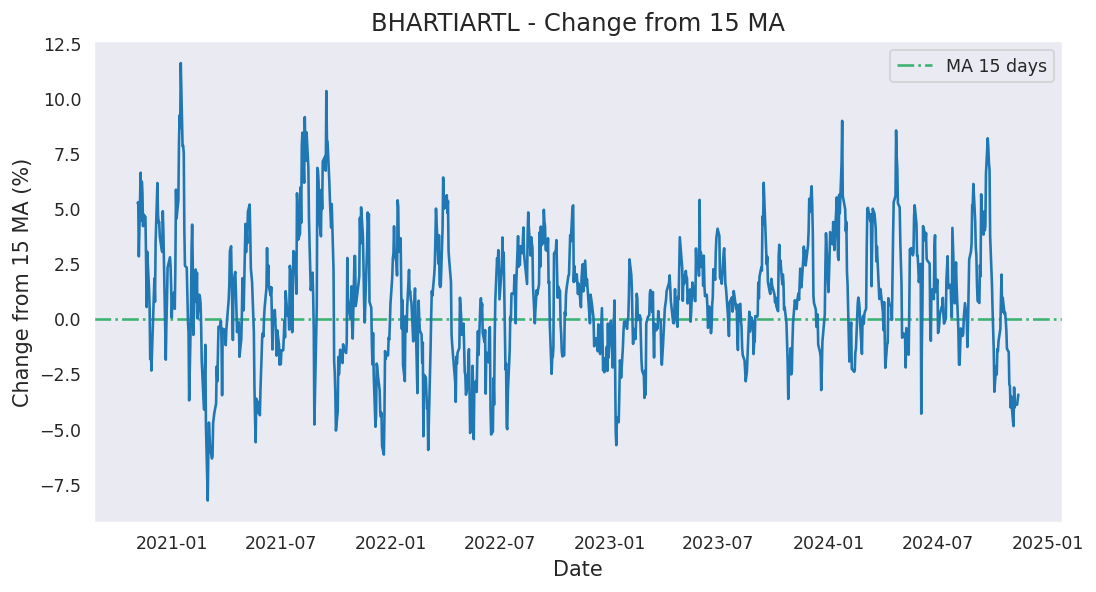 BHARTIARTL - Change from 15 MA
12.5
10.0
7.5
5.0
2.5
0.0
−2.5
−5.0
−7.5
Change from 15 MA (%)
MA 15 days
2021-01 2021-07 2022-01 2022-07 2023-01 2023-07 2024-01 2024-07 2025-01
Date